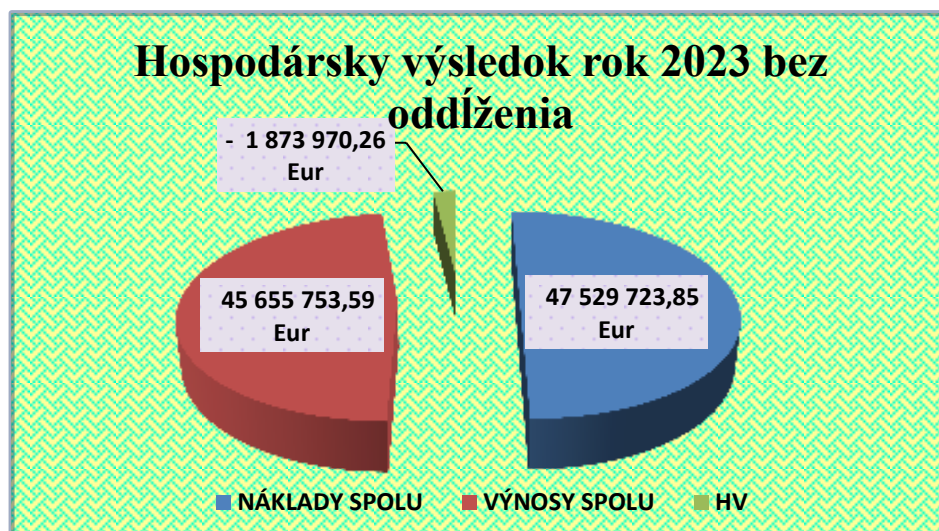 Hospodársky výsledok rok 2023 bez
oddĺženia
- 1 873 970,26
Eur
45 655 753,59
Eur
47 529 723,85
Eur
NÁKLADY SPOLU VÝNOSY SPOLU HV